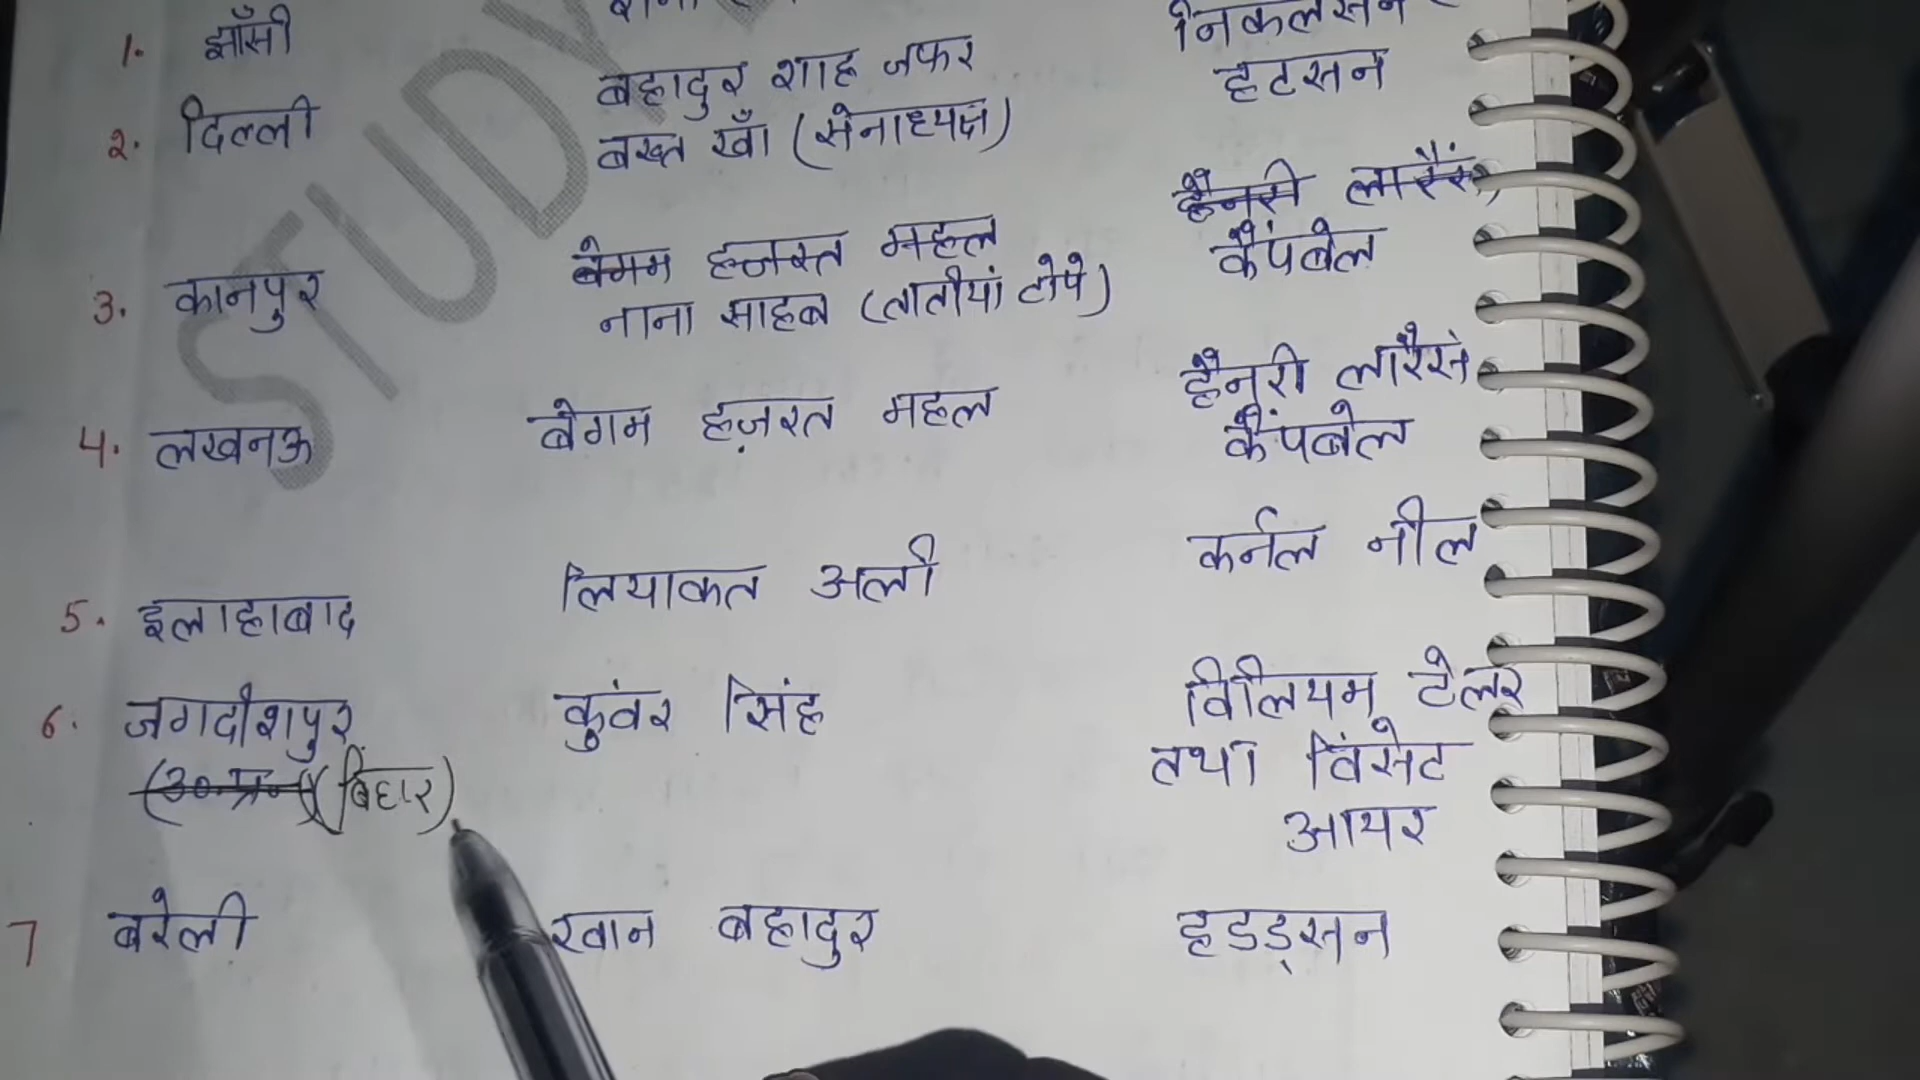 1. झाँसी
निकलसन
2. दिल्ली बहादुर शाह जफर हटसन
बख्त खाँ (सेनाध्यक्ष)
बेगम हजरत महल हैनरी लारैंस,
3. कानपुर नाना साहब (तातीयां टोपे) कैंपबेल
4. लखनऊ बेगम हज़रत महल हैनरी लारैंस
कैंपबेल
5. इलाहाबाद लियाकत अली कर्नल नील
6. जगदीशपुर कुवंर सिंह विलियम टेलर
(बिहार) तथा विंसेट
आयर
7 बरेली खान बहादुर हडड्सन
STUDY